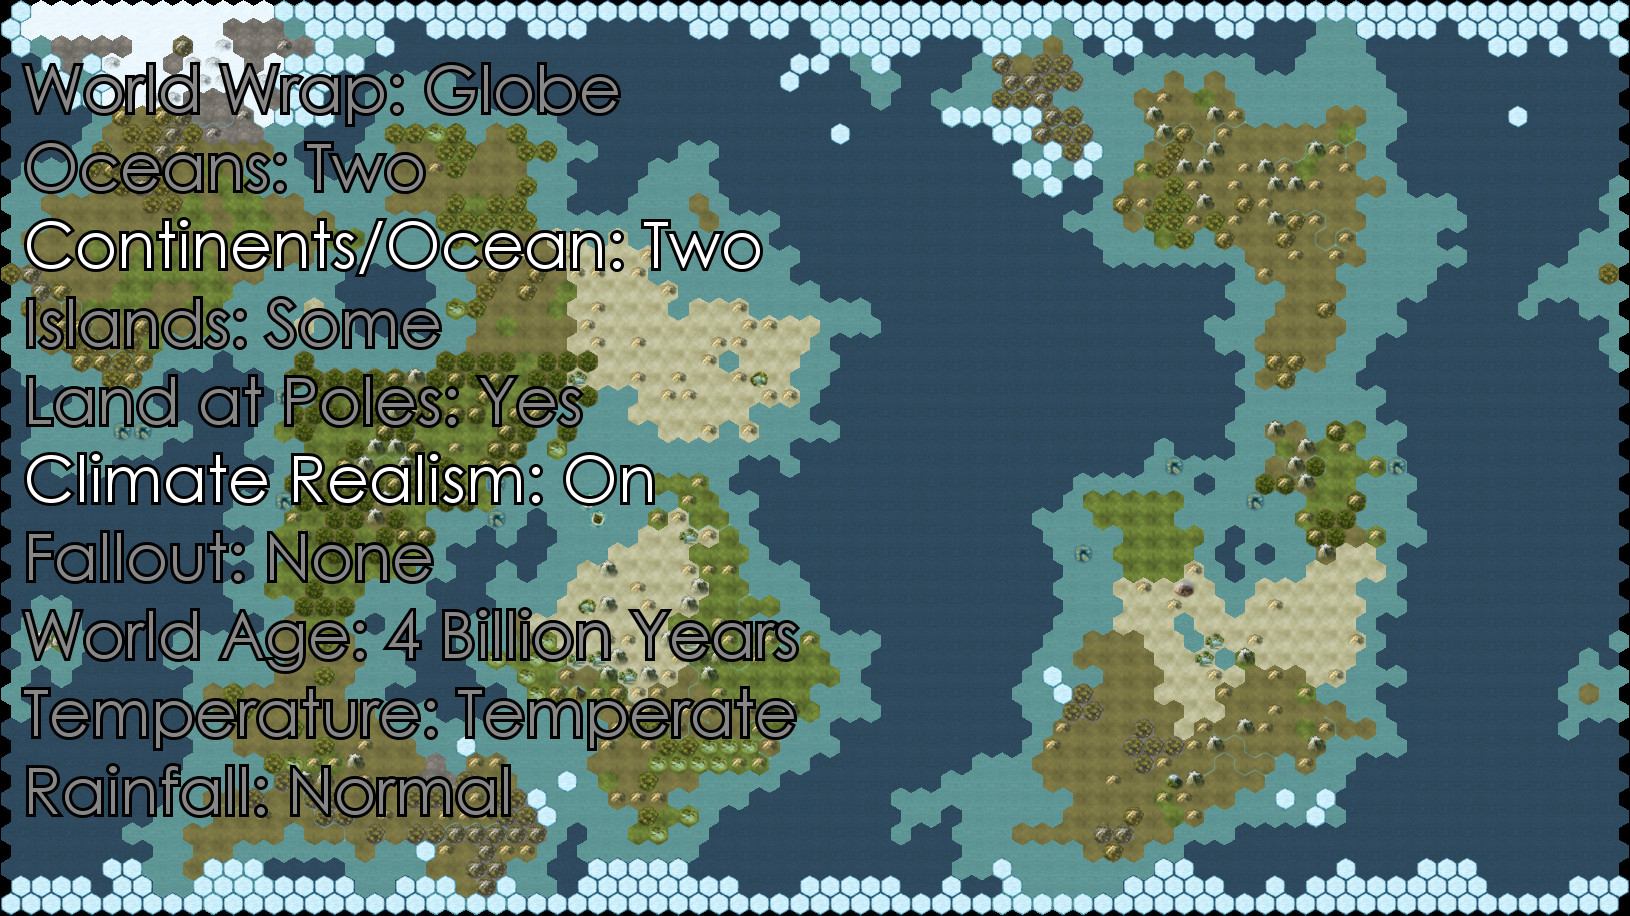 World Wrap: Globe
Oceans: Two
Continents/Ocean: Two
Islands: Some
Land at Poles: Yes
Climate Realism: On
Fallout: None
World Age: 4 Billion Years
Temperature: Temperate
Rainfall: Normal